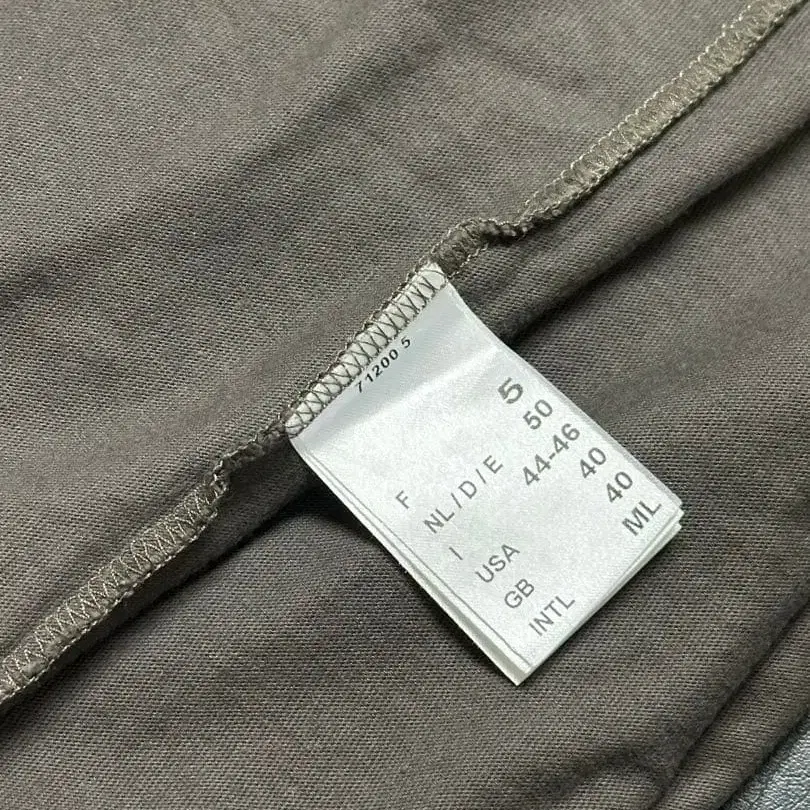 71200 5
F 5
NL / D / E 50
I 44-46
USA 40
GB 40
INTL ML